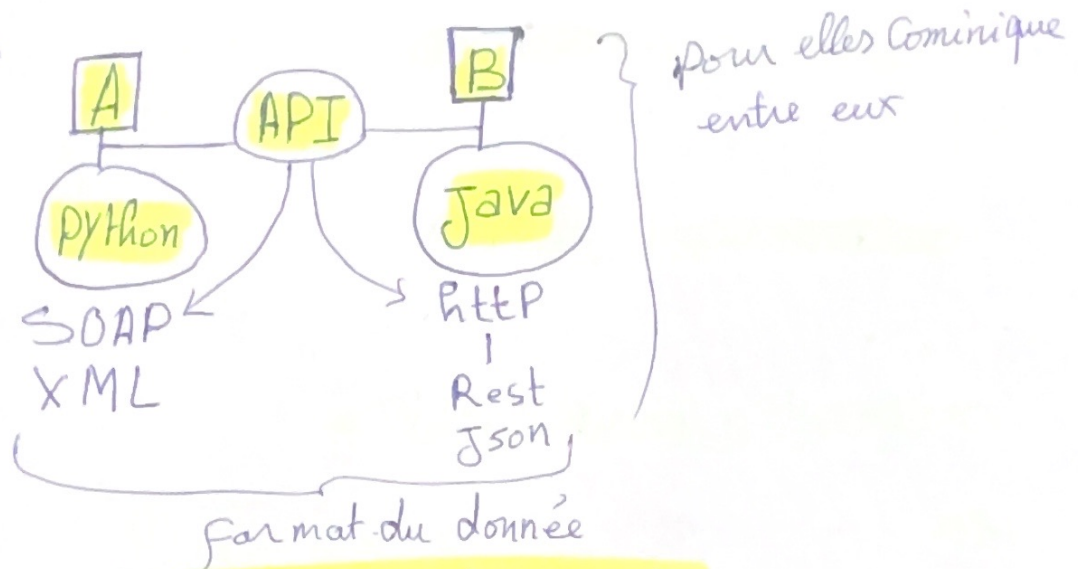 A
API
B
pour elles Cominique
entre eux
python
Java
SOAP
http
XML
Rest
Json
format du donnée